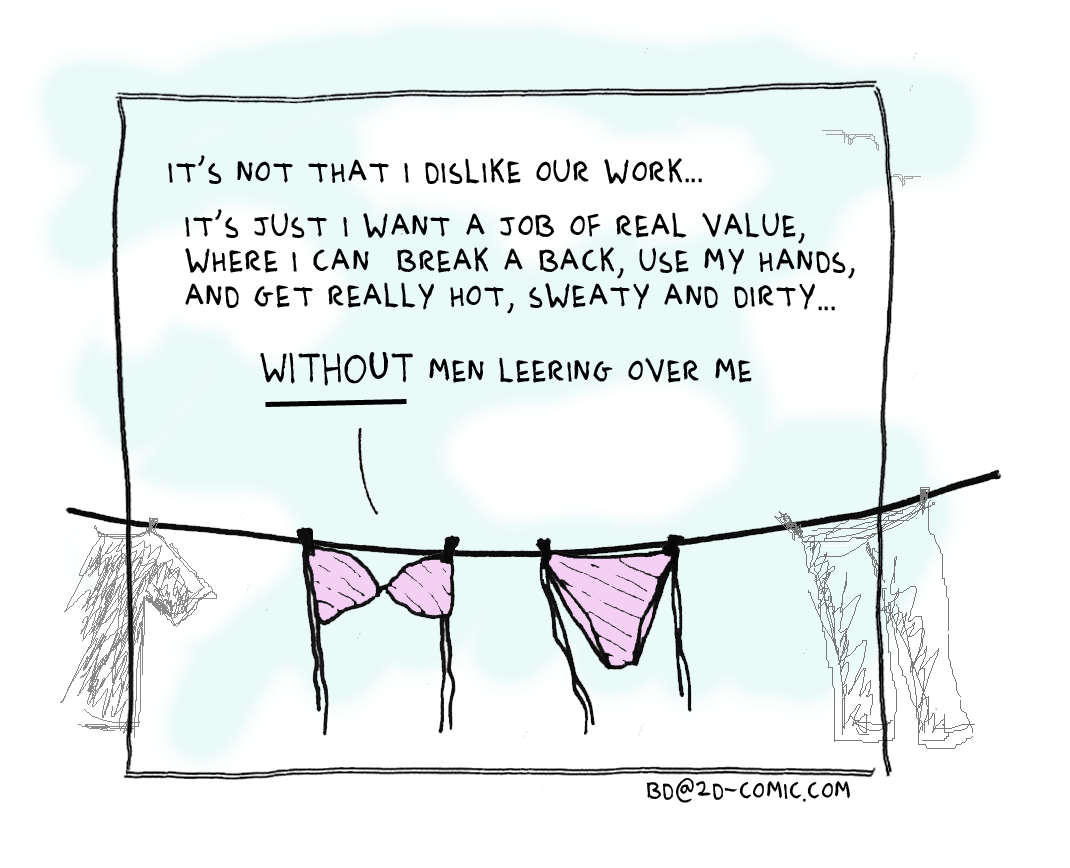 IT'S NOT THAT I DISLIKE OUR WORK...
IT'S JUST I WANT A JOB OF REAL VALUE,
WHERE I CAN BREAK A BACK, USE MY HANDS,
AND GET REALLY HOT, SWEATY AND DIRTY...
WITHOUT MEN LEERING OVER ME
BD@2D-COMIC.COM